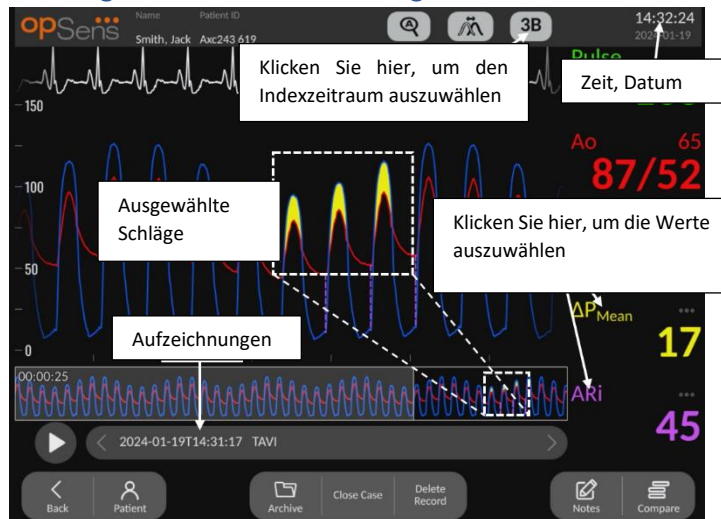 opSens
Name
Patient ID
Smith, Jack
Axc243 619
A
3B
14:32:24
2024-01-19
Klicken Sie hier, um den
Indexzeitraum auszuwählen
Zeit, Datum
Pulse
150
100
50
0
Ao
65
87/52
Ausgewählte
Schläge
Klicken Sie hier, um die Werte
auszuwählen
Aufzeichnungen
ΔPMean
17
00:00:25
ARi
45
2024-01-19T14:31:17 TAVI
Back
Patient
Archive
Close Case
Delete
Record
Notes
Compare